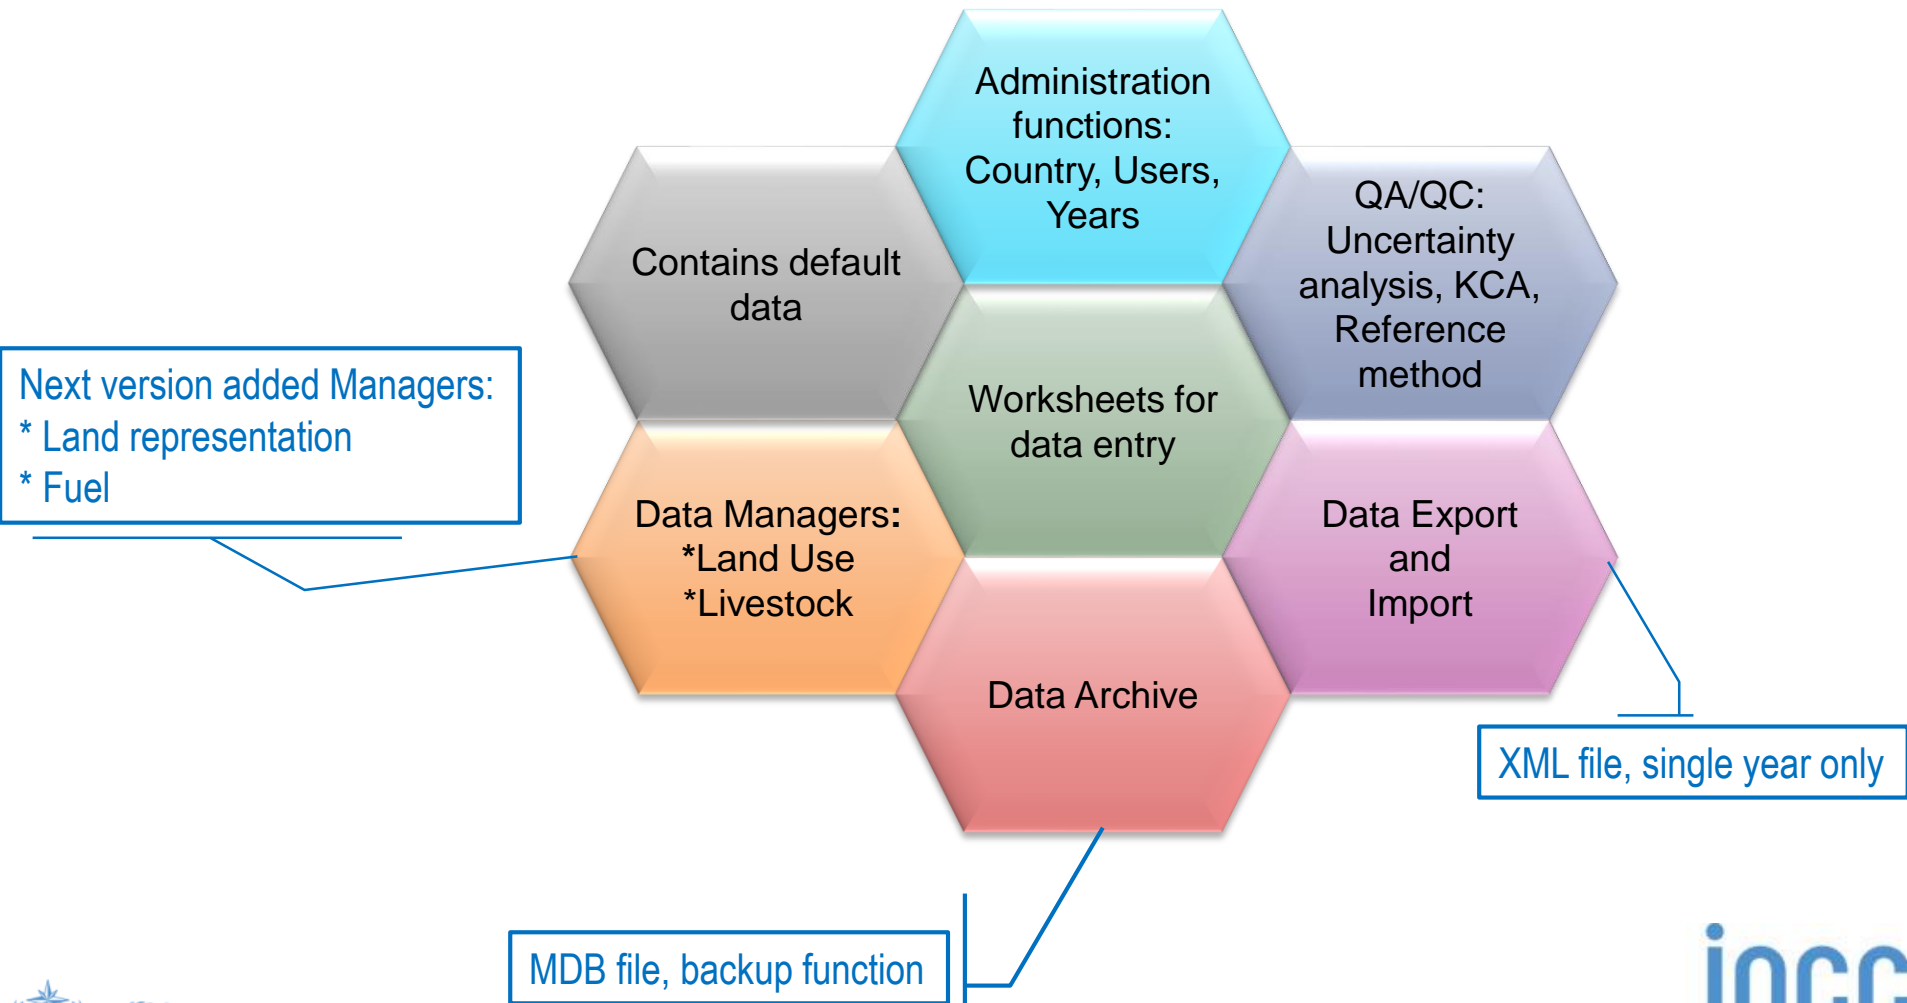 Administration
functions:
Country, Users,
Years
QA/QC:
Uncertainty
analysis, KCA,
Reference
method
Contains default
data
Worksheets for
data entry
Next version added Managers:
* Land representation
* Fuel
Data Managers:
*Land Use
*Livestock
Data Export
and
Import
Data Archive
XML file, single year only
MDB file, backup function